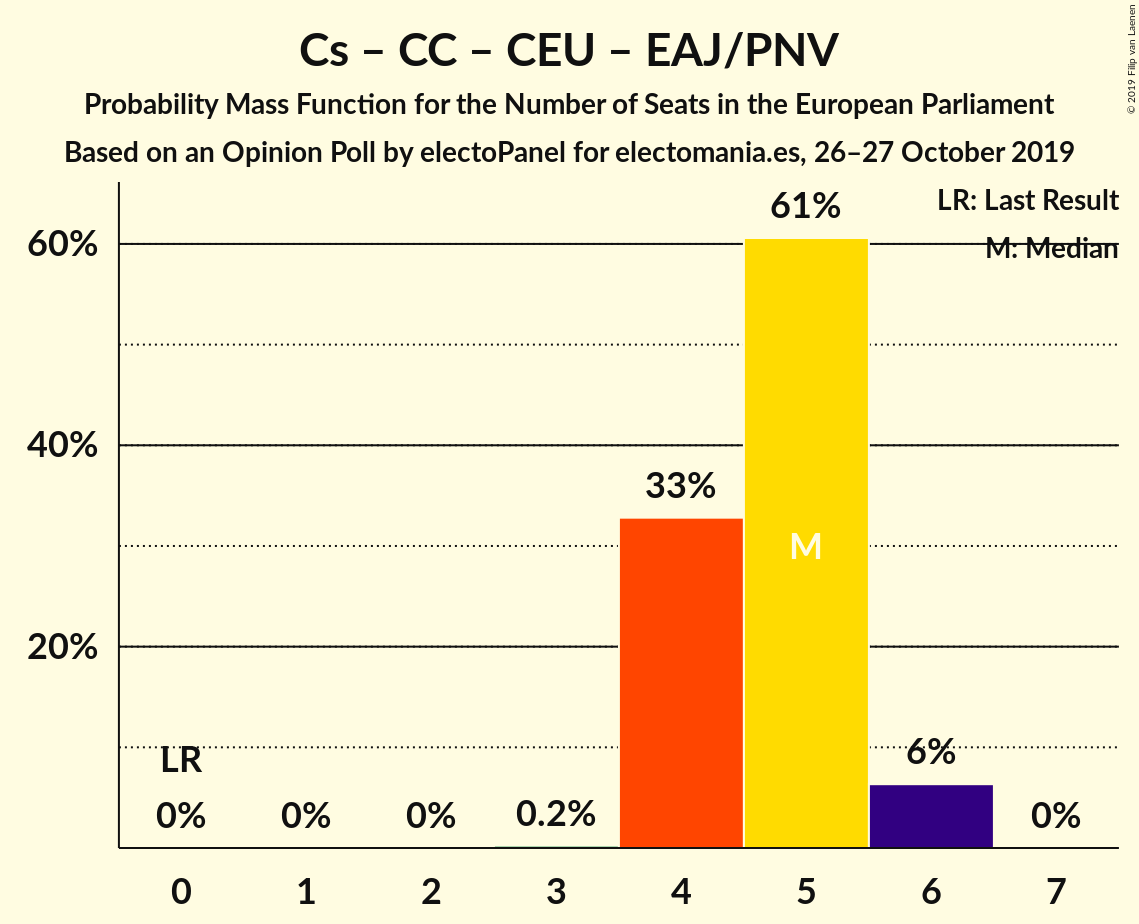 Cs – CC – CEU – EAJ/PNV
Probability Mass Function for the Number of Seats in the European Parliament
Based on an Opinion Poll by electoPanel for electomania.es, 26–27 October 2019
© 2019 Filip van Laenen
LR: Last Result
M: Median
61%
60%
40%
33%
M
20%
LR
6%
0%
0%
0%
0.2%
0%
0 1 2 3 4 5 6 7